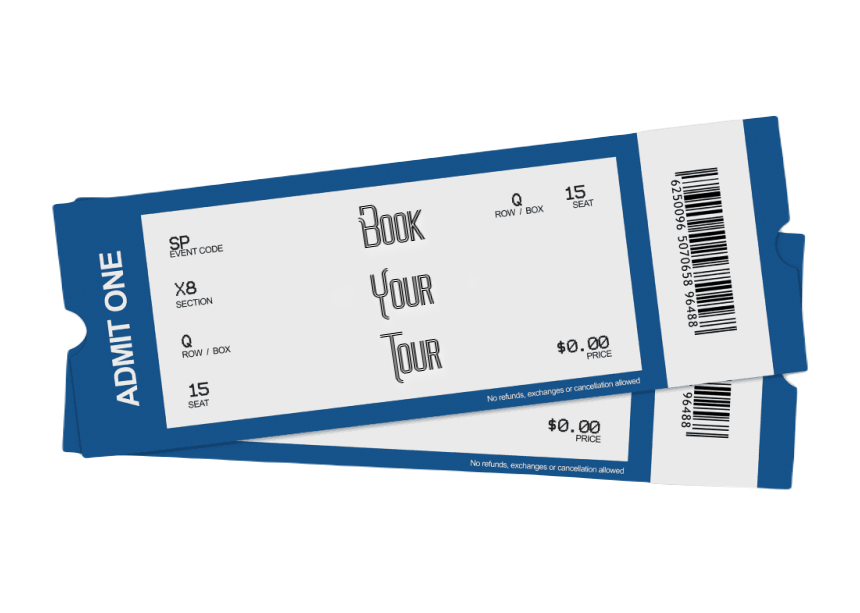 ADMIT ONE
SP
EVENT CODE
X8
SECTION
Q
ROW / BOX
15
SEAT
Book
Your
Tour
Q
ROW / BOX
15
SEAT
$0.00
PRICE
No refunds, exchanges or cancellation allowed
6250096 5070658 96488
$0.00
PRICE
No refunds, exchanges or cancellation allowed
96488